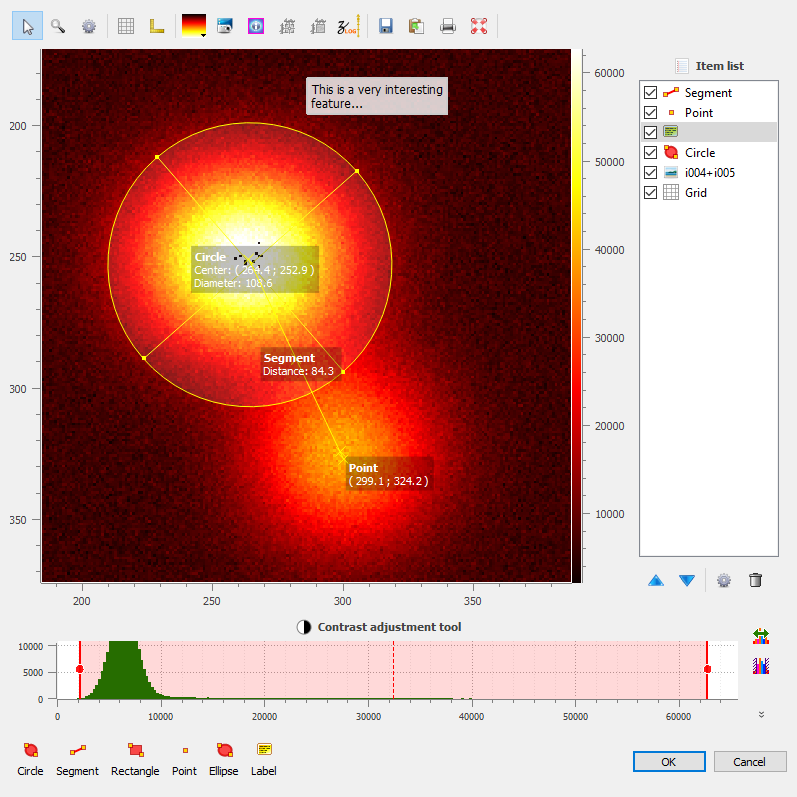 3LOG
This is a very interesting
feature...
Item list
Segment
Point
Circle
i004+i005
Grid
60000
50000
40000
30000
20000
10000
200
250
300
350
Circle
Center: ( 264.4 ; 252.9 )
Diameter: 108.6
Segment
Distance: 84.3
Point
( 299.1 ; 324.2 )
200
250
300
350
Contrast adjustment tool
10000
5000
0
0
10000
20000
30000
40000
50000
60000
Circle
Segment
Rectangle
Point
Ellipse
Label
OK
Cancel